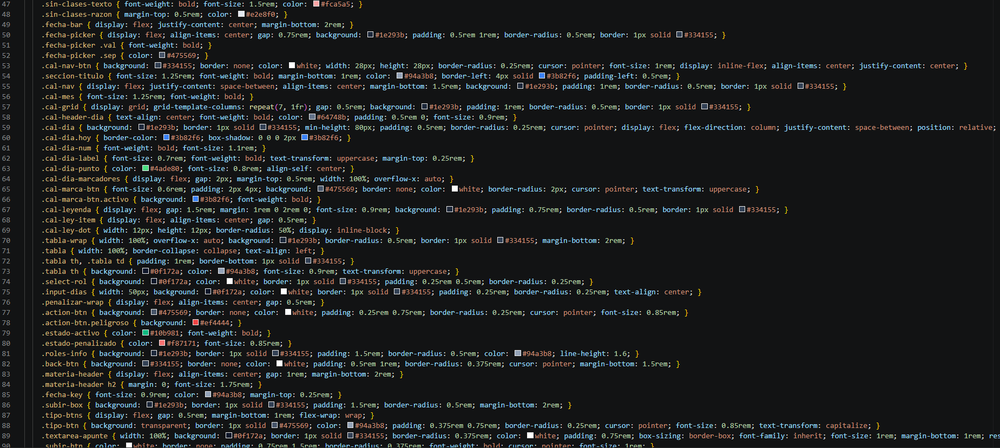 47 .sin-clases-texto { font-weight: bold; font-size: 1.5rem; color: #fca5a5; }
48 .sin-clases-razon { margin-top: 0.5rem; color: #e2e8f0; }
49 .fecha-bar { display: flex; justify-content: center; margin-bottom: 2rem; }
50 .fecha-picker { display: flex; align-items: center; gap: 0.75rem; background: #1e293b; padding: 0.5rem 1rem; border-radius: 0.5rem; border: 1px solid #334155; }
51 .fecha-picker .val { font-weight: bold; }
52 .fecha-picker .sep { color: #475569; }
53 .cal-nav-btn { background: #334155; border: none; color: white; width: 28px; height: 28px; border-radius: 0.25rem; cursor: pointer; font-size: 1rem; display: inline-flex; align-items: center; justify-content: center; }
54 .seccion-titulo { font-size: 1.25rem; font-weight: bold; margin-bottom: 1rem; color: #94a3b8; border-left: 4px solid #3b82f6; padding-left: 0.5rem; }
55 .cal-nav { display: flex; justify-content: space-between; align-items: center; margin-bottom: 1.5rem; background: #1e293b; padding: 1rem; border-radius: 0.5rem; border: 1px solid #334155; }
56 .cal-mes { font-size: 1.25rem; font-weight: bold; }
57 .cal-grid { display: grid; grid-template-columns: repeat(7, 1fr); gap: 0.5rem; background: #1e293b; padding: 1rem; border-radius: 0.5rem; border: 1px solid #334155; }
58 .cal-header-dia { text-align: center; font-weight: bold; color: #64748b; padding: 0.5rem 0; font-size: 0.9rem; }
59 .cal-dia { background: #1e293b; border: 1px solid #334155; min-height: 80px; padding: 0.5rem; border-radius: 0.25rem; cursor: pointer; display: flex; flex-direction: column; justify-content: space-between; position: relative;
60 .cal-dia.hoy { border-color: #3b82f6; box-shadow: 0 0 0 2px #3b82f6; }
61 .cal-dia-num { font-weight: bold; font-size: 1.1rem; }
62 .cal-dia-label { font-size: 0.7rem; font-weight: bold; text-transform: uppercase; margin-top: 0.25rem; }
63 .cal-dia-punto { color: #4ade80; font-size: 0.8rem; align-self: center; }
64 .cal-dia-marcadores { display: flex; gap: 2px; margin-top: 0.5rem; width: 100%; overflow-x: auto; }
65 .cal-marca-btn { font-size: 0.6rem; padding: 2px 4px; background: #475569; border: none; color: white; border-radius: 2px; cursor: pointer; text-transform: uppercase; }
66 .cal-marca-btn.activo { background: #3b82f6; font-weight: bold; }
67 .cal-leyenda { display: flex; gap: 1.5rem; margin: 1rem 0 2rem 0; font-size: 0.9rem; background: #1e293b; padding: 0.75rem; border-radius: 0.5rem; border: 1px solid #334155; }
68 .cal-ley-item { display: flex; align-items: center; gap: 0.5rem; }
69 .cal-ley-dot { width: 12px; height: 12px; border-radius: 50%; display: inline-block; }
70 .tabla-wrap { width: 100%; overflow-x: auto; background: #1e293b; border-radius: 0.5rem; border: 1px solid #334155; margin-bottom: 2rem; }
71 .tabla { width: 100%; border-collapse: collapse; text-align: left; }
72 .tabla th, .tabla td { padding: 1rem; border-bottom: 1px solid #334155; }
73 .tabla th { background: #0f172a; color: #94a3b8; font-size: 0.9rem; text-transform: uppercase; }
74 .select-rol { background: #0f172a; color: white; border: 1px solid #334155; padding: 0.25rem 0.5rem; border-radius: 0.25rem; }
75 .input-dias { width: 50px; background: #0f172a; color: white; border: 1px solid #334155; padding: 0.25rem; border-radius: 0.25rem; text-align: center; }
76 .penalizar-wrap { display: flex; align-items: center; gap: 0.5rem; }
77 .action-btn { background: #475569; border: none; color: white; padding: 0.25rem 0.75rem; border-radius: 0.25rem; cursor: pointer; font-size: 0.85rem; }
78 .action-btn.peligroso { background: #ef4444; }
79 .estado-activo { color: #10b981; font-weight: bold; }
80 .estado-penalizado { color: #f87171; font-size: 0.85rem; }
81 .roles-info { background: #1e293b; border: 1px solid #334155; padding: 1.5rem; border-radius: 0.5rem; color: #94a3b8; line-height: 1.6; }
82 .back-btn { background: #334155; border: none; color: white; padding: 0.5rem 1rem; border-radius: 0.375rem; cursor: pointer; margin-bottom: 1.5rem; }
83 .materia-header { display: flex; align-items: center; gap: 1rem; margin-bottom: 2rem; }
84 .materia-header h2 { margin: 0; font-size: 1.75rem; }
85 .fecha-key { font-size: 0.9rem; color: #94a3b8; margin-top: 0.25rem; }
86 .subir-box { background: #1e293b; border: 1px solid #334155; padding: 1.5rem; border-radius: 0.5rem; margin-bottom: 2rem; }
87 .tipo-btns { display: flex; gap: 0.5rem; margin-bottom: 1rem; flex-wrap: wrap; }
88 .tipo-btn { background: transparent; border: 1px solid #475569; color: #94a3b8; padding: 0.375rem 0.75rem; border-radius: 0.25rem; cursor: pointer; font-size: 0.85rem; text-transform: capitalize; }
89 .textarea-apunte { width: 100%; background: #0f172a; border: 1px solid #334155; border-radius: 0.375rem; color: white; padding: 0.75rem; box-sizing: border-box; font-family: inherit; font-size: 1rem; margin-bottom: 1rem; res
90 .subir-btn { color: white; border: none; padding: 0.75rem 1.5rem; border-radius: 0.375rem; font-weight: bold; cursor: pointer; font-size: 1rem; }